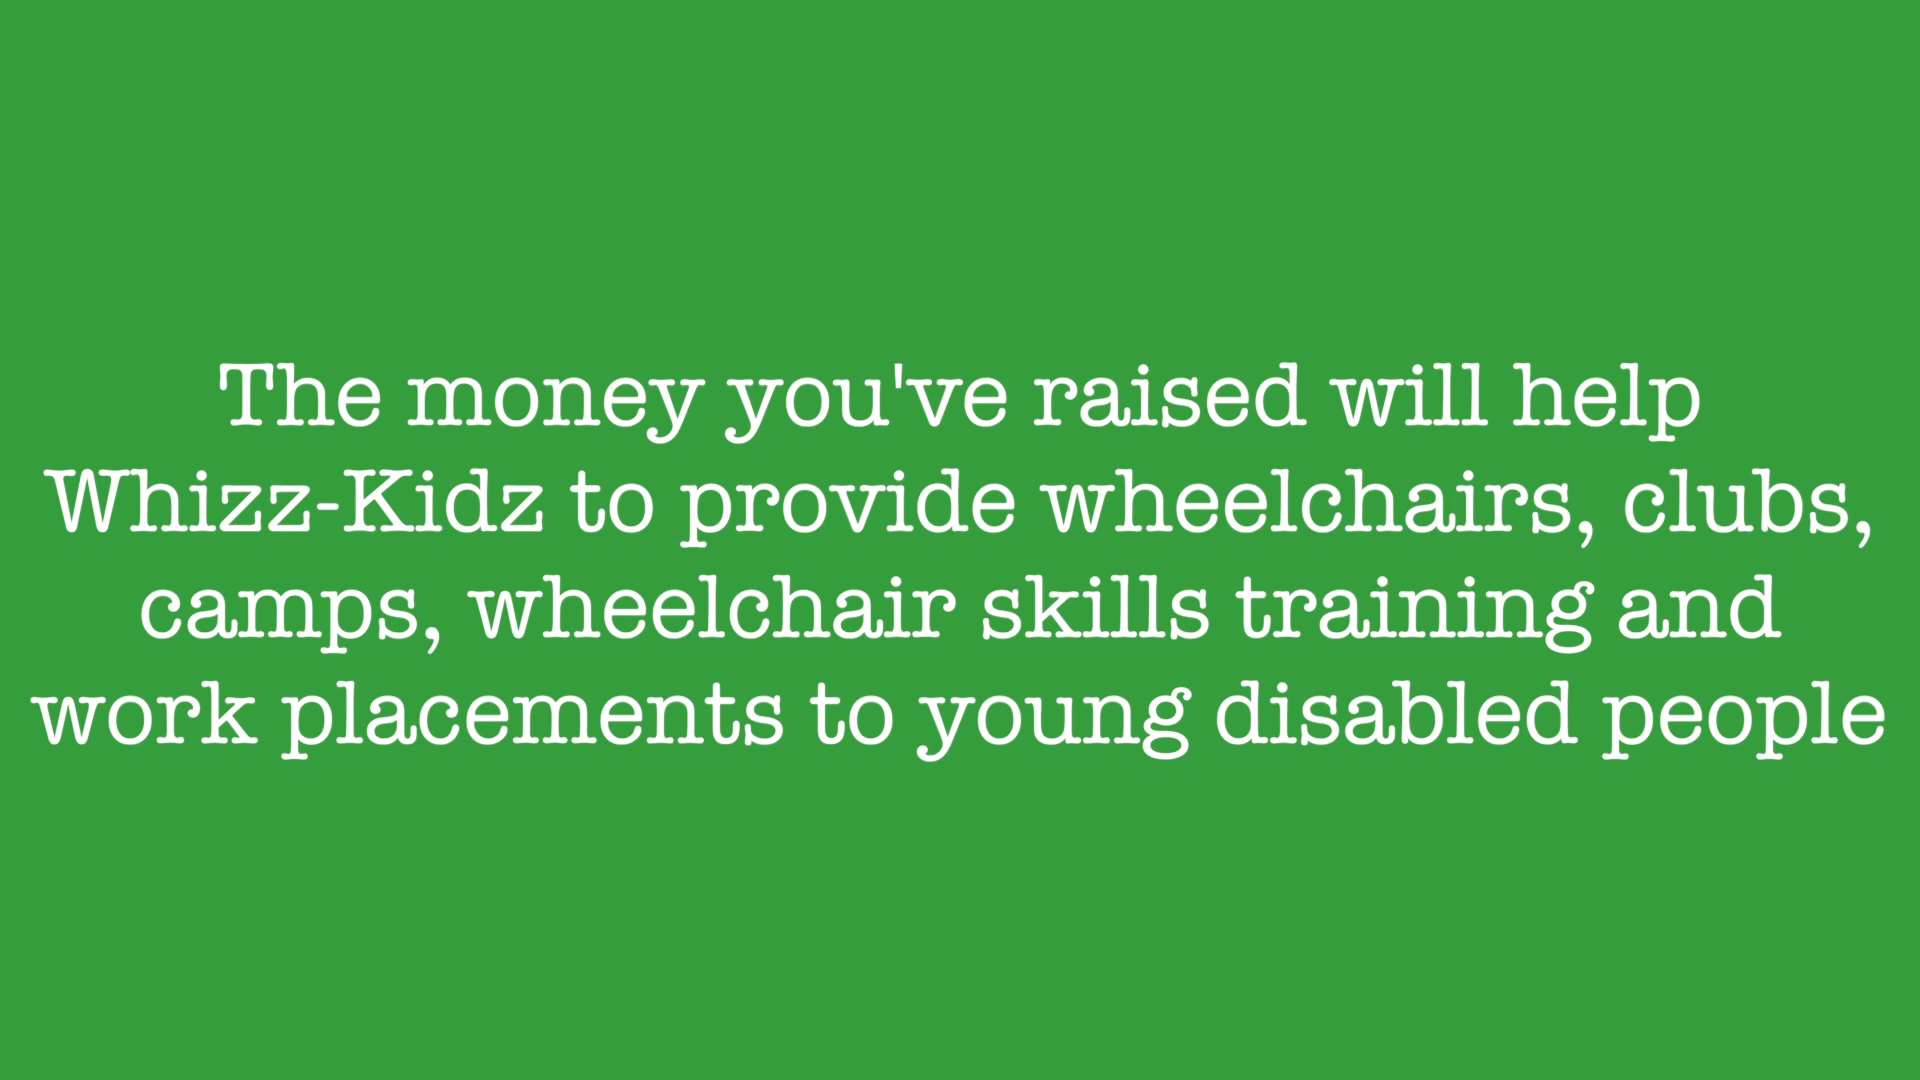 The money you've raised will help
Whizz-Kidz to provide wheelchairs, clubs,
camps, wheelchair skills training and
work placements to young disabled people